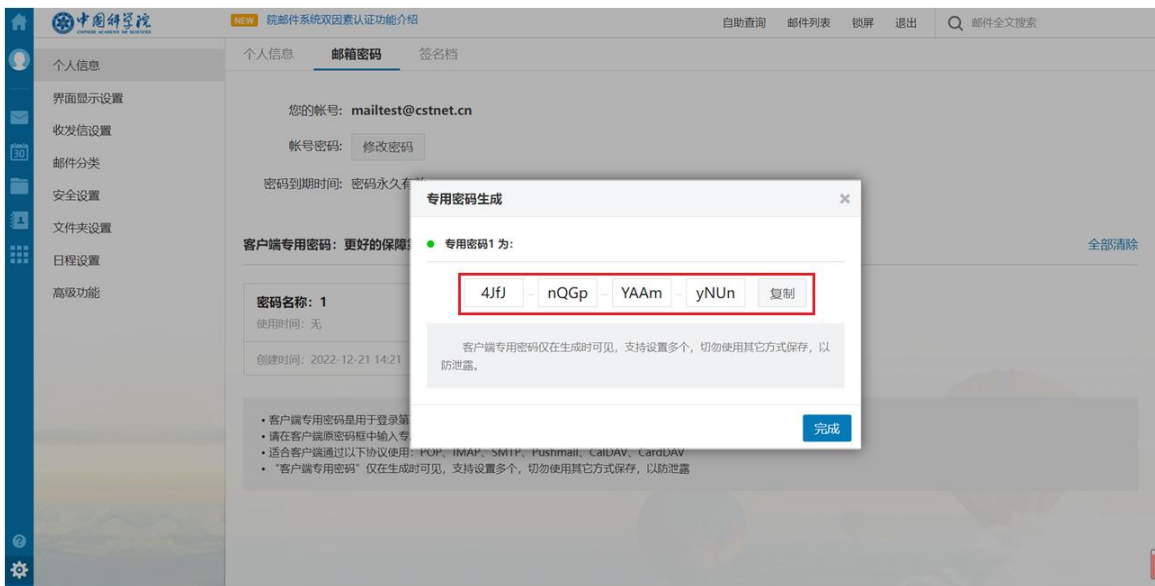 中国科学院
CHINESE ACADEMY OF SCIENCES
NEW 院邮件系统双因素认证功能介绍
自助查询 邮件列表 锁屏 退出 邮件全文搜索
个人信息
界面显示设置
收发信设置
邮件分类
安全设置
文件夹设置
日程设置
高级功能
30
个人信息 邮箱密码 签名档
您的帐号: mailtest@cstnet.cn
帐号密码: 修改密码
密码到期时间: 密码永久有
客户端专用密码: 更好的保障
全部清除
密码名称: 1
使用时间: 无
创建时间: 2022-12-21 14:21
专用密码生成
专用密码1 为:
4JfJ - nQGp - YAAm - yNUn 复制
客户端专用密码仅在生成时可见, 支持设置多个, 切勿使用其它方式保存, 以
防泄露。
完成
• 客户端专用密码是用于登录第
• 请在客户端原密码框中输入专
• 适合客户端通过以下协议使用: POP、IMAP、SMTP、Pushmail、CalDAV、CardDAV
• "客户端专用密码" 仅在生成时可见, 支持设置多个, 切勿使用其它方式保存, 以防泄露